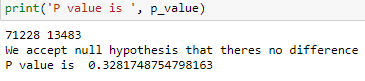 print('P value is ', p_value)
71228 13483
We accept null hypothesis that theres no difference
P value is  0.3281748754798163